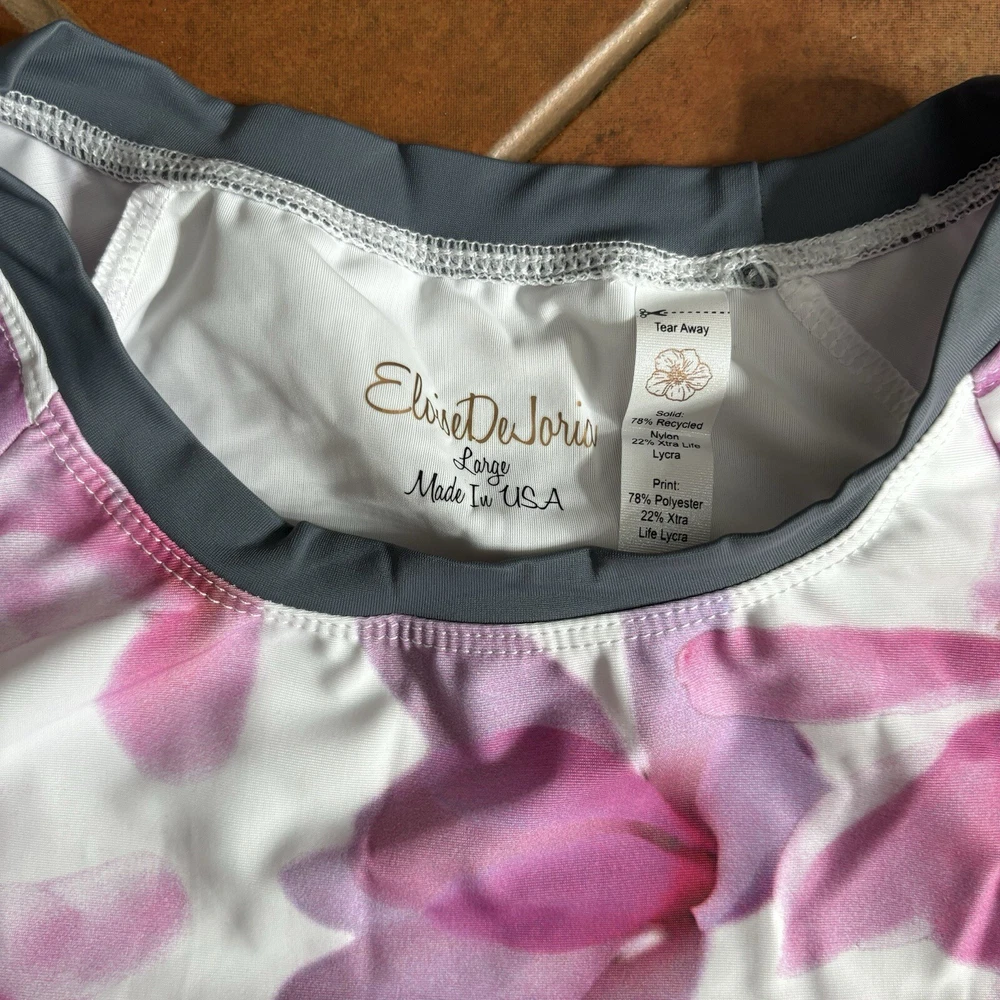 EloiseDeJoria
Large
Made In USA
Tear Away
Solid:
78% Recycled
Nylon
22% Xtra Life
Lycra
Print:
78% Polyester
22% Xtra
Life Lycra